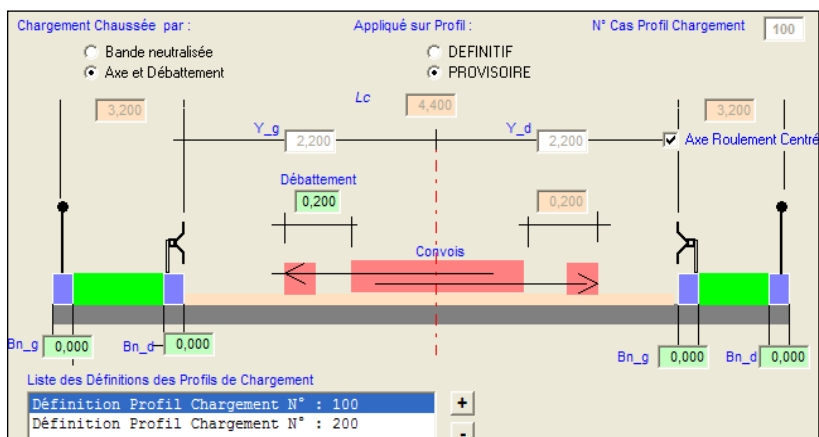 Chargement Chaussée par : Appliqué sur Profil : N° Cas Profil Chargement 100
Bande neutralisée DEFINITIF
Axe et Débattement PROVISOIRE
3,200 Lc 4,400 3,200
Y_g 2,200 Y_d 2,200 Axe Roulement Centré
Débattement
0,200 0,200
Convois
Bn_g 0,000 Bn_d 0,000 Bn_g 0,000 Bn_d 0,000
Liste des Définitions des Profils de Chargement
Définition Profil Chargement N° : 100 +
Définition Profil Chargement N° : 200 -